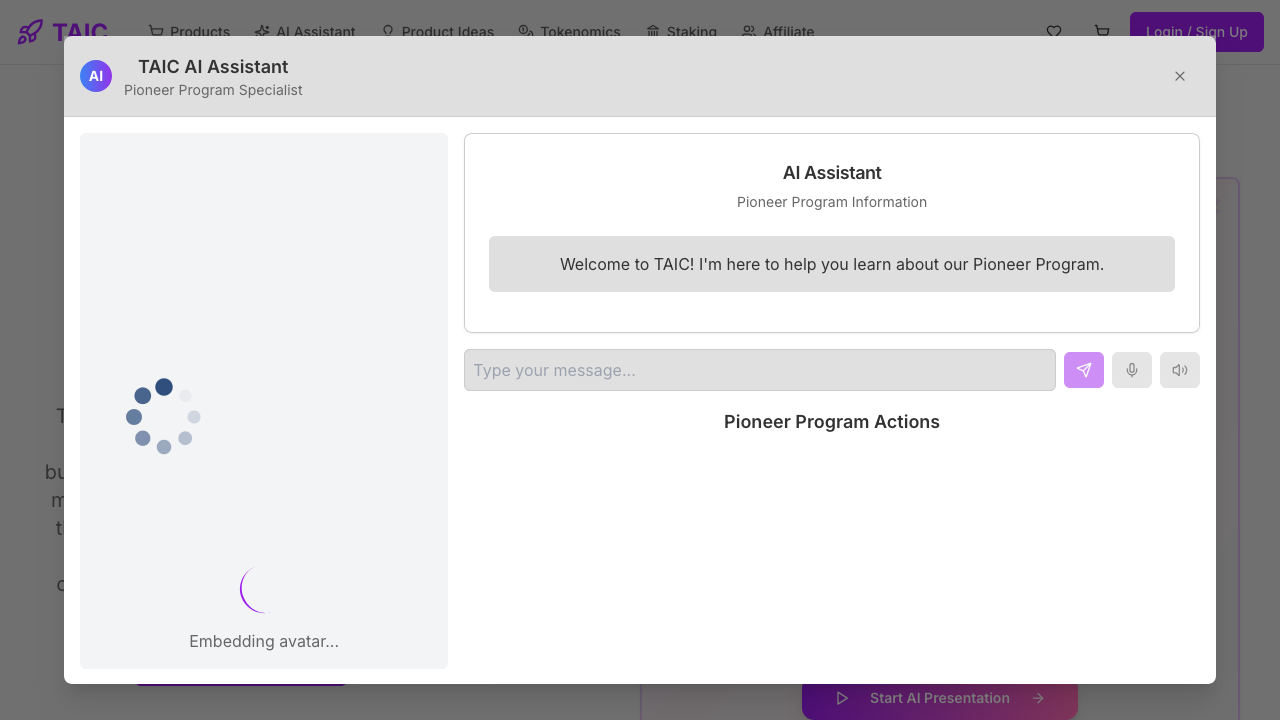 TAIC
Products
AI Assistant
Product Ideas
Tokenomics
Staking
Affiliate
Login / Sign Up
AI
TAIC AI Assistant
Pioneer Program Specialist
AI Assistant
Pioneer Program Information
Welcome to TAIC! I'm here to help you learn about our Pioneer Program.
Type your message...
Pioneer Program Actions
Embedding avatar...
Start AI Presentation